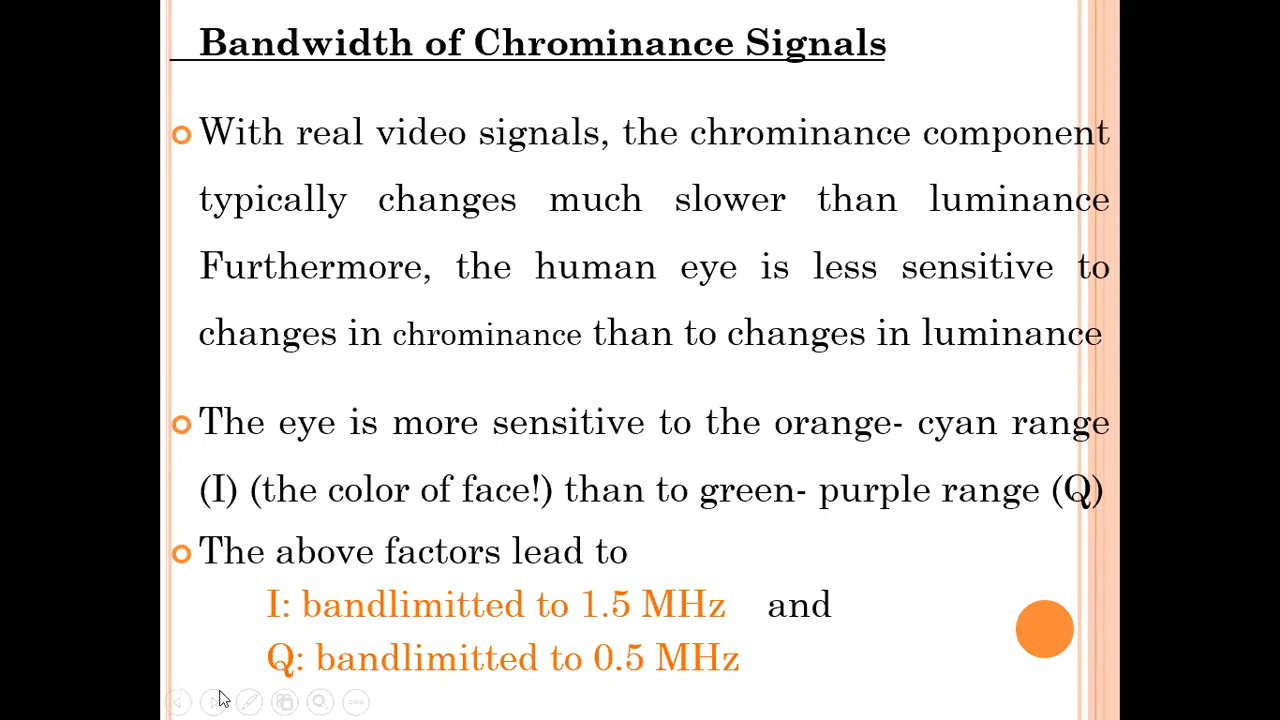 Bandwidth of Chrominance Signals
With real video signals, the chrominance component
typically changes much slower than luminance
Furthermore, the human eye is less sensitive to
changes in chrominance than to changes in luminance
The eye is more sensitive to the orange- cyan range
(I) (the color of face!) than to green- purple range (Q)
The above factors lead to
I: bandlimitted to 1.5 MHz and
Q: bandlimitted to 0.5 MHz